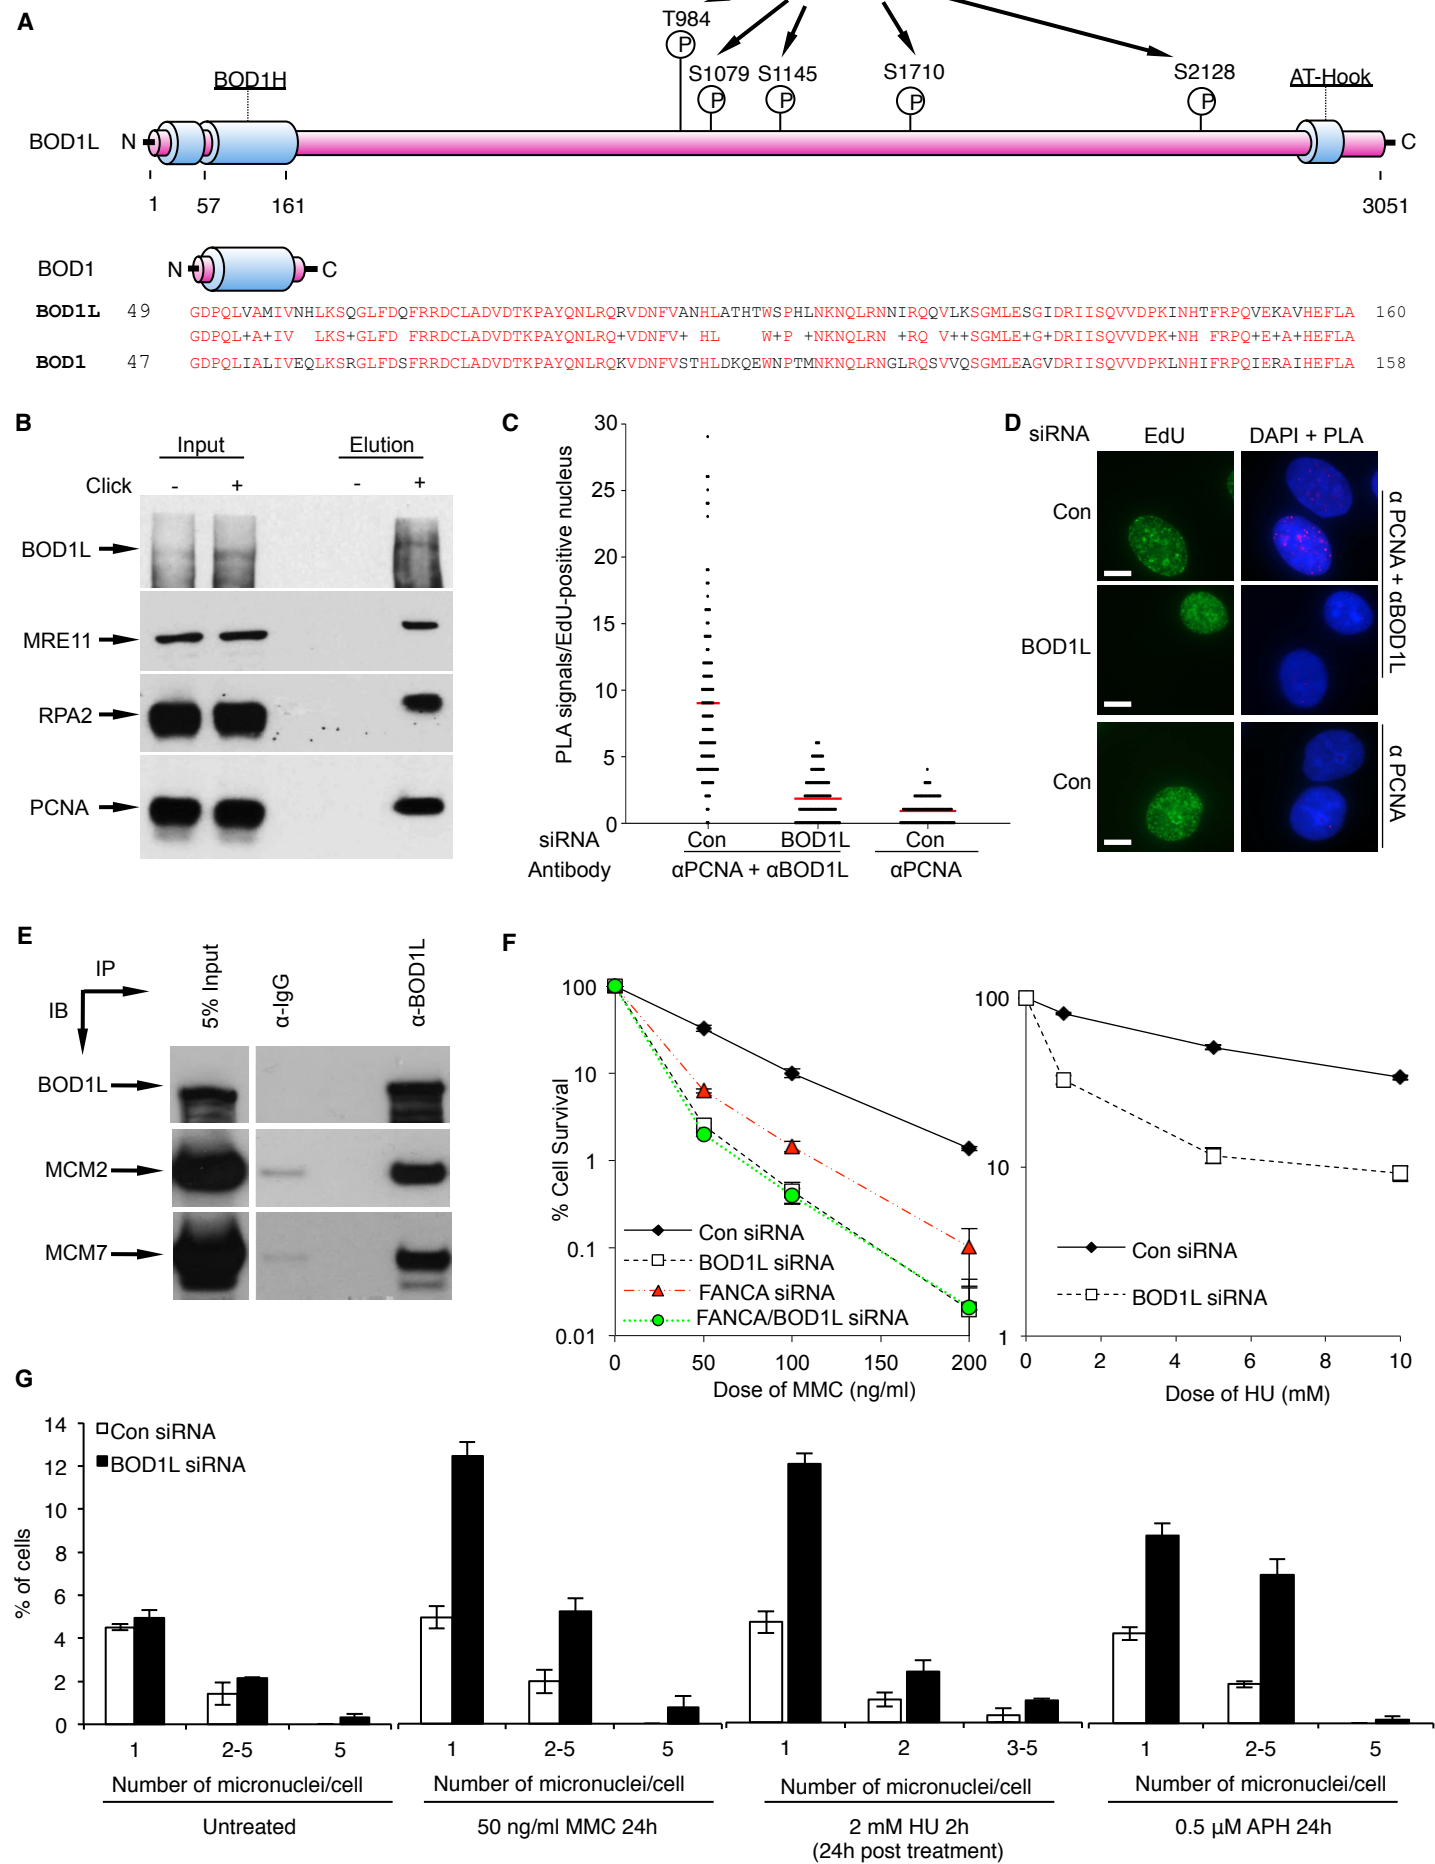 A
T984
P
S1079 S1145 S1710 S2128
P P P P
BOD1H
AT-Hook
BOD1L N C
1 57 161 3051
BOD1 N C
BOD1L 49 GDPQLVAMIVNHLKSQGLFDQFRRDCLADVDTKPAYQNLRQRVDNFVANHLATHTWSPHLNKNQLRNNIRQQVLKSGMLESGIDRIISQVVDPKINHTFRPQVEKAVHEFLA 160
GDPQL+A+IV LKS+GLFD FRRDCLADVDTKPAYQNLRQ+VDNFV+ HL W+P +NKNQLRN +RQ V++SGMLE+G+DRIISQVVDPK+NH FRPQ+E+A+HEFLA
BOD1 47 GDPQLIALIVEQLKSRGLFDSFRRDCLADVDTKPAYQNLRQKVDNFVSTHLDKQEWNPTMNKNQLRNGLRQSVVQSGMLEAGVDRIISQVVDPKLNHIFRPQIERAIHEFLA 158
B
Input Elution
Click - + - +
BOD1L
MRE11
RPA2
PCNA
C
PLA signals/EdU-positive nucleus
30
25
20
15
10
5
0
siRNA Con BOD1L Con
Antibody αPCNA + αBOD1L αPCNA
D
siRNA EdU DAPI + PLA
Con
BOD1L
Con
α PCNA + αBOD1L
α PCNA
E
IP
IB
5% Input
α-IgG
α-BOD1L
BOD1L
MCM2
MCM7
F
% Cell Survival
100
10
1
0.1
0.01
Con siRNA
BOD1L siRNA
FANCA siRNA
FANCA/BOD1L siRNA
0 50 100 150 200
Dose of MMC (ng/ml)
100
10
1
Con siRNA
BOD1L siRNA
0 2 4 6 8 10
Dose of HU (mM)
G
% of cells
14
12
10
8
6
4
2
0
Con siRNA
BOD1L siRNA
1 2-5 5 1 2-5 5 1 2 3-5 1 2-5 5
Number of micronuclei/cell Number of micronuclei/cell Number of micronuclei/cell Number of micronuclei/cell
Untreated 50 ng/ml MMC 24h 2 mM HU 2h 0.5 µM APH 24h
(24h post treatment)